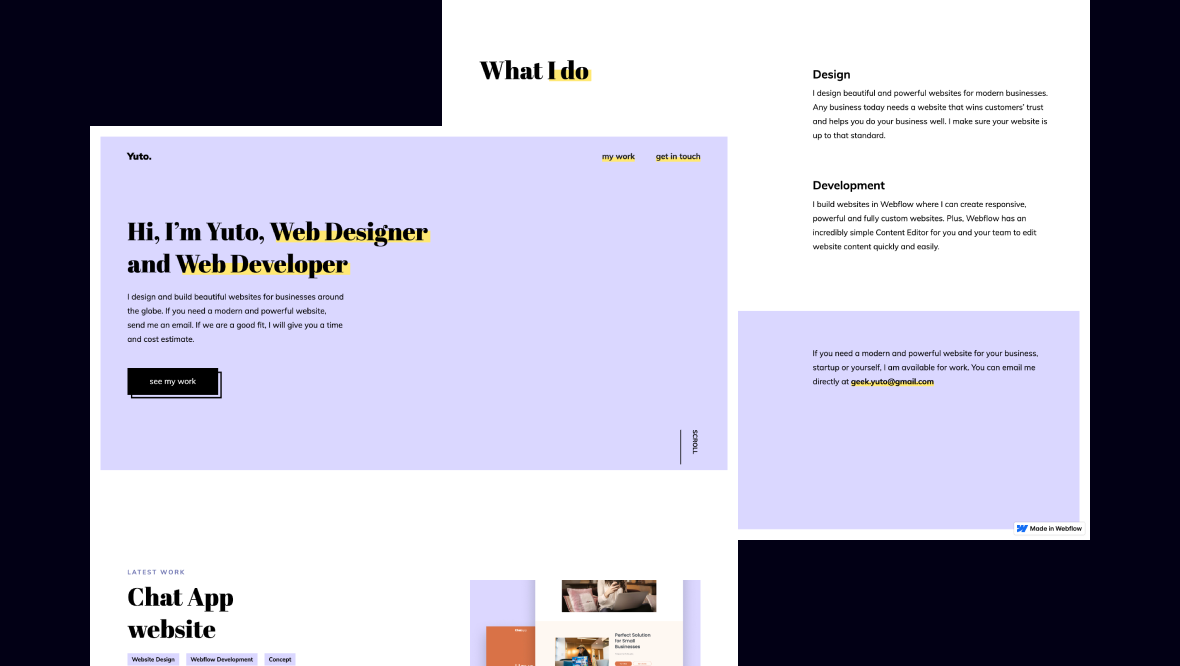 What I do
Design
I design beautiful and powerful websites for modern businesses.
Any business today needs a website that wins customers' trust
and helps you do your business well. I make sure your website is
up to that standard.
Development
I build websites in Webflow where I can create responsive,
powerful and fully custom websites. Plus, Webflow has an
incredibly simple Content Editor for you and your team to edit
website content quickly and easily.
If you need a modern and powerful website for your business,
startup or yourself, I am available for work. You can email me
directly at geek.yuto@gmail.com
Made in Webflow
Yuto.
my work
get in touch
Hi, I'm Yuto, Web Designer
and Web Developer
I design and build beautiful websites for businesses around
the globe. If you need a modern and powerful website,
send me an email. If we are a good fit, I will give you a time
and cost estimate.
see my work
SCROLL
LATEST WORK
Chat App
website
Web​site Design
Webflow Development
Concept
Perfect Solution
for Small
Businesses